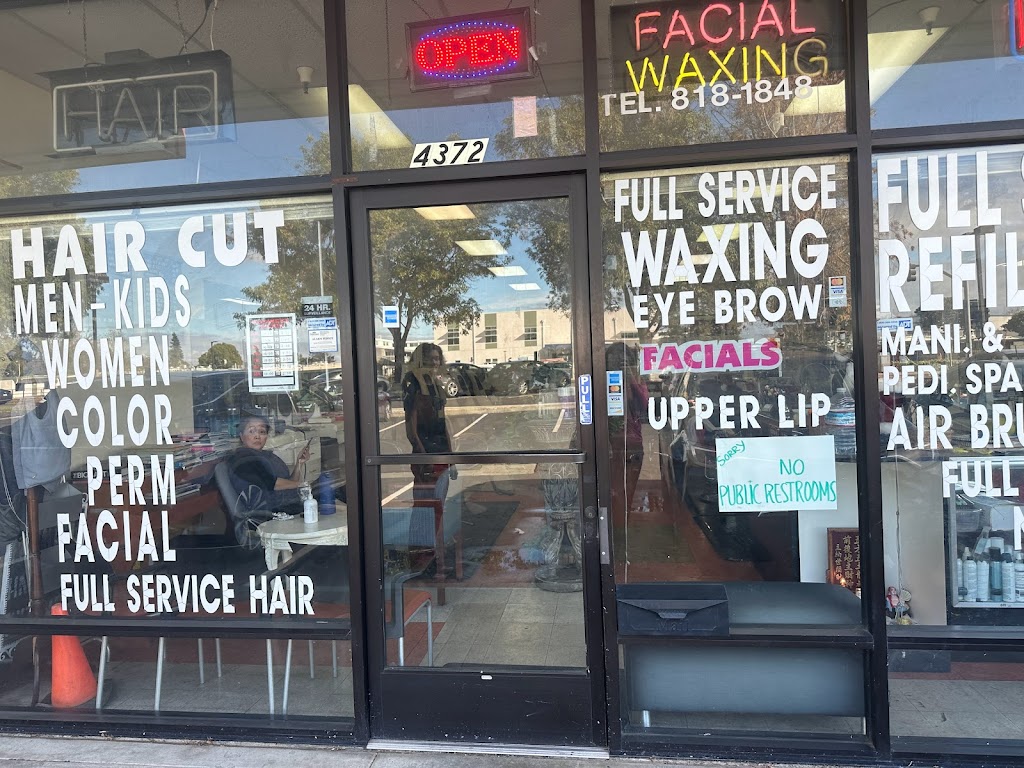 HAIR
OPEN
FACIAL
WAXING
TEL. 818-1848
4372
HAIR CUT
MEN-KIDS
WOMEN
COLOR
PERM
FACIAL
FULL SERVICE HAIR
24 HR.
PULL
FULL SERVICE
WAXING
EYE BROW
FACIALS
UPPER LIP
SORRY
NO
PUBLIC RESTROOMS
FULL S
REFIL
MANI. &
PEDI. SPA
AIR BRU
FULL
N